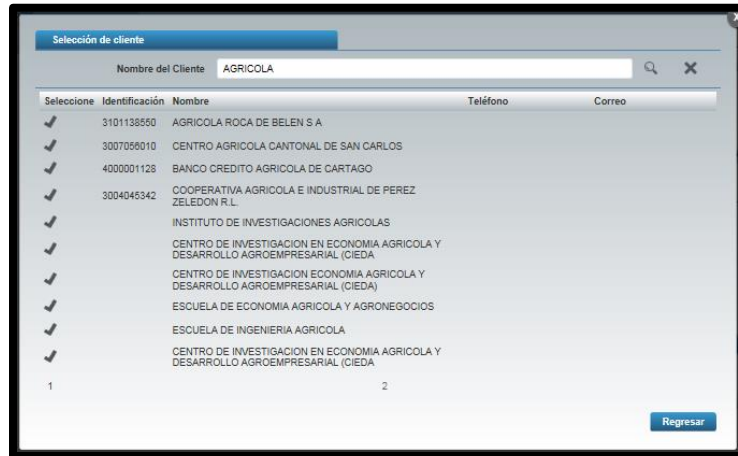 Selección de cliente
Nombre del Cliente AGRICOLA
Seleccione Identificación Nombre Teléfono Correo
3101138550 AGRICOLA ROCA DE BELEN S A
3007056010 CENTRO AGRICOLA CANTONAL DE SAN CARLOS
4000001128 BANCO CREDITO AGRICOLA DE CARTAGO
3004045342 COOPERATIVA AGRICOLA E INDUSTRIAL DE PEREZ
ZELEDON R.L.
INSTITUTO DE INVESTIGACIONES AGRICOLAS
CENTRO DE INVESTIGACION EN ECONOMIA AGRICOLA Y
DESARROLLO AGROEMPRESARIAL (CIEDA
CENTRO DE INVESTIGACION ECONOMIA AGRICOLA Y
DESARROLLO AGROEMPRESARIAL (CIEDA)
ESCUELA DE ECONOMIA AGRICOLA Y AGRONEGOCIOS
ESCUELA DE INGENIERIA AGRICOLA
CENTRO DE INVESTIGACION EN ECONOMIA AGRICOLA Y
DESARROLLO AGROEMPRESARIAL (CIEDA
1 2
Regresar